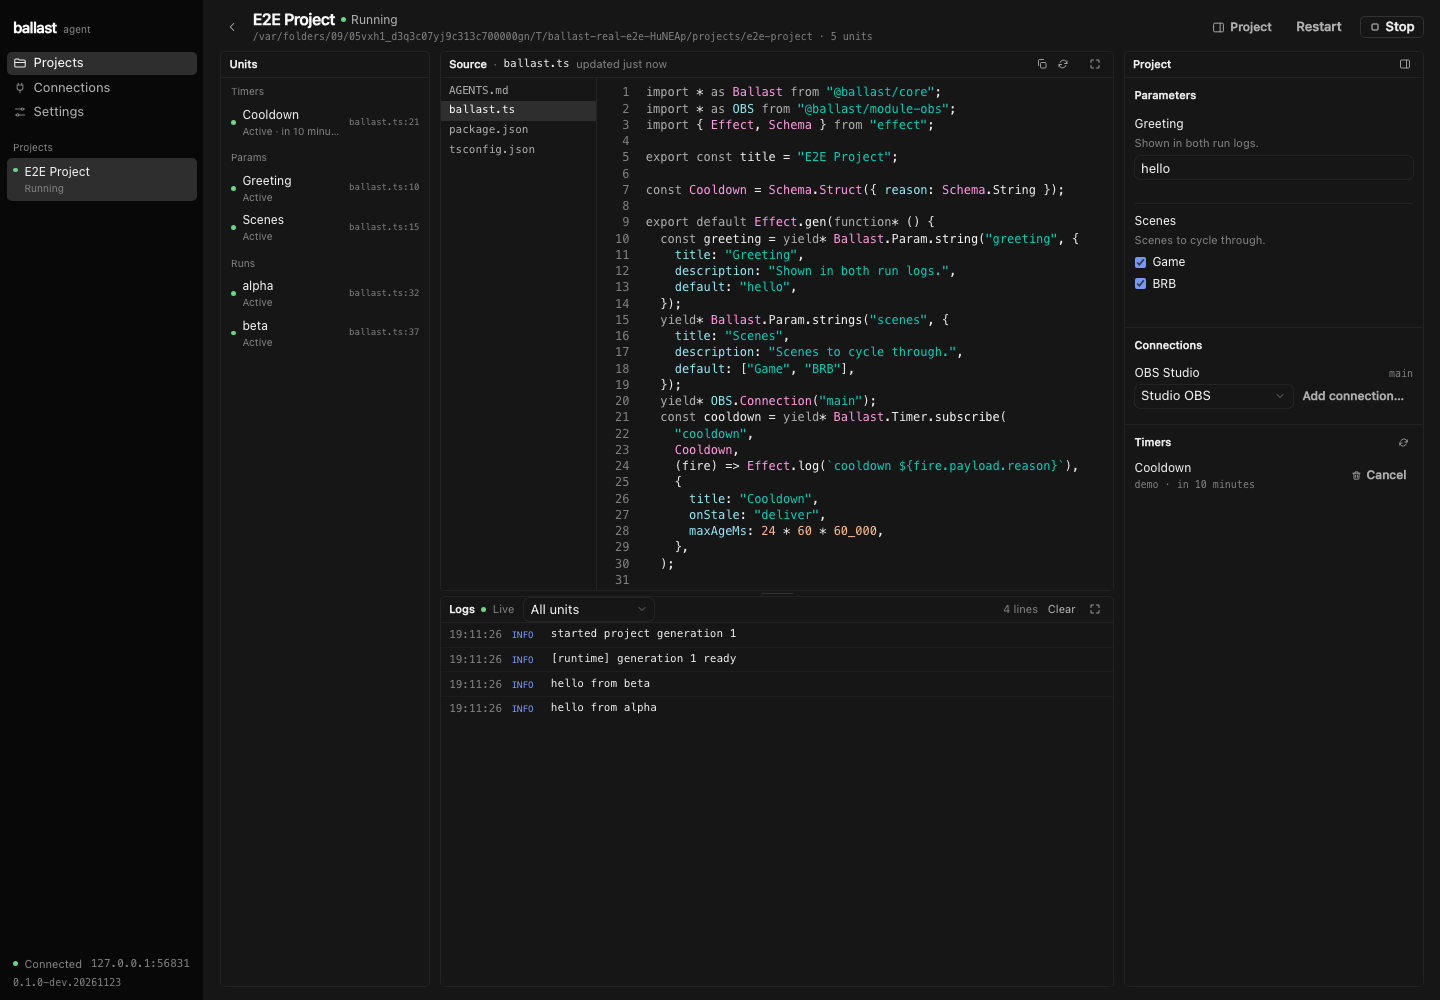 ballast agent
Projects
Connections
Settings
Projects
E2E Project
Running
Connected 127.0.0.1:56831
0.1.0-dev.20261123
E2E Project Running
/var/folders/09/05vxh1_d3q3c07yj9c313c700000gn/T/ballast-real-e2e-HuNEAp/projects/e2e-project · 5 units
Project
Restart
Stop
Units
Timers
Cooldown
Active · in 10 minu... ballast.ts:21
Params
Greeting
Active ballast.ts:10
Scenes
Active ballast.ts:15
Runs
alpha
Active ballast.ts:32
beta
Active ballast.ts:37
Source · ballast.ts updated just now
AGENTS.md
ballast.ts
package.json
tsconfig.json
1 import * as Ballast from "@ballast/core";
2 import * as OBS from "@ballast/module-obs";
3 import { Effect, Schema } from "effect";
4
5 export const title = "E2E Project";
6
7 const Cooldown = Schema.Struct({ reason: Schema.String });
8
9 export default Effect.gen(function* () {
10   const greeting = yield* Ballast.Param.string("greeting", {
11     title: "Greeting",
12     description: "Shown in both run logs.",
13     default: "hello",
14   });
15   yield* Ballast.Param.strings("scenes", {
16     title: "Scenes",
17     description: "Scenes to cycle through.",
18     default: ["Game", "BRB"],
19   });
20   yield* OBS.Connection("main");
21   const cooldown = yield* Ballast.Timer.subscribe(
22     "cooldown",
23     Cooldown,
24     (fire) => Effect.log(`cooldown ${fire.payload.reason}`),
25     {
26       title: "Cooldown",
27       onStale: "deliver",
28       maxAgeMs: 24 * 60 * 60_000,
29     },
30   );
31
Logs Live All units 4 lines Clear
19:11:26 INFO started project generation 1
19:11:26 INFO [runtime] generation 1 ready
19:11:26 INFO hello from beta
19:11:26 INFO hello from alpha
Project
Parameters
Greeting
Shown in both run logs.
hello
Scenes
Scenes to cycle through.
Game
BRB
Connections
OBS Studio main
Studio OBS Add connection...
Timers
Cooldown
demo · in 10 minutes
Cancel